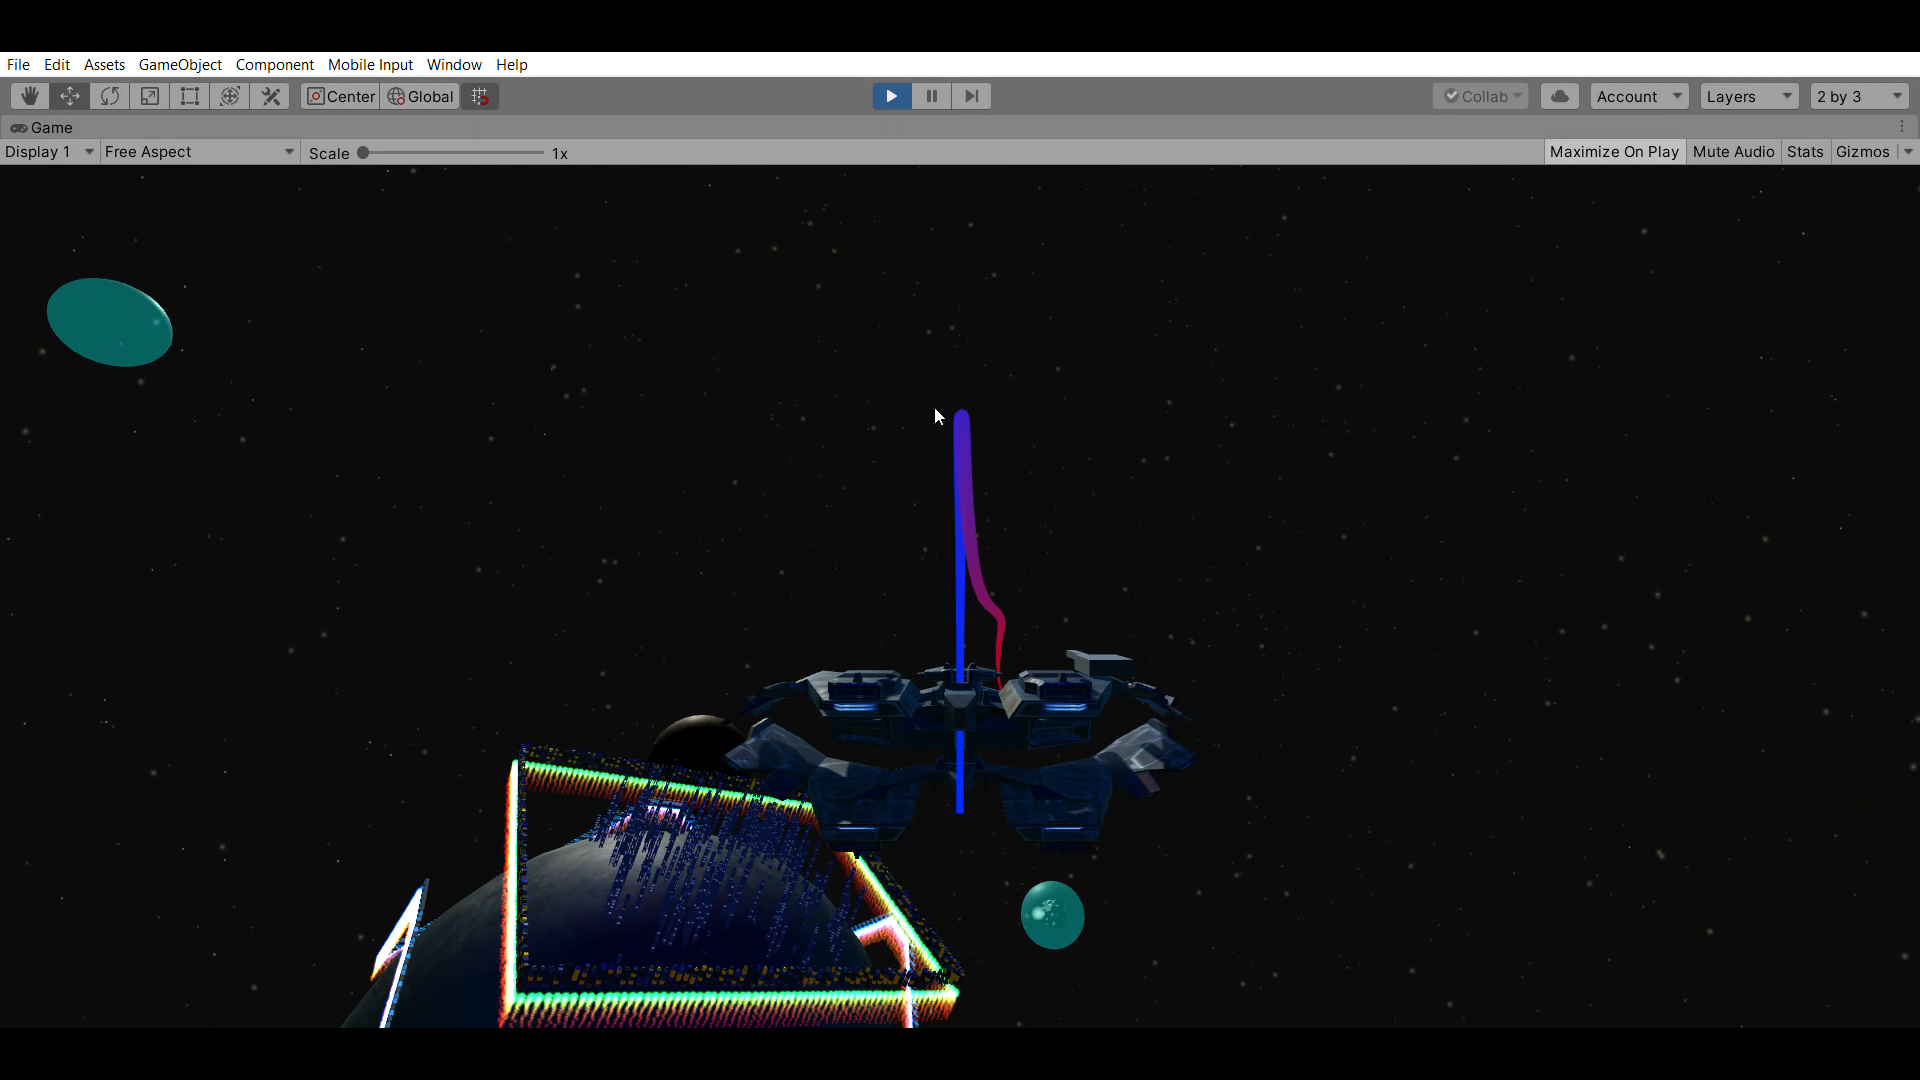 File Edit Assets GameObject Component Mobile Input Window Help
Center Global Collab Account Layers 2 by 3
Game
Display 1 Free Aspect Scale 1x Maximize On Play Mute Audio Stats Gizmos